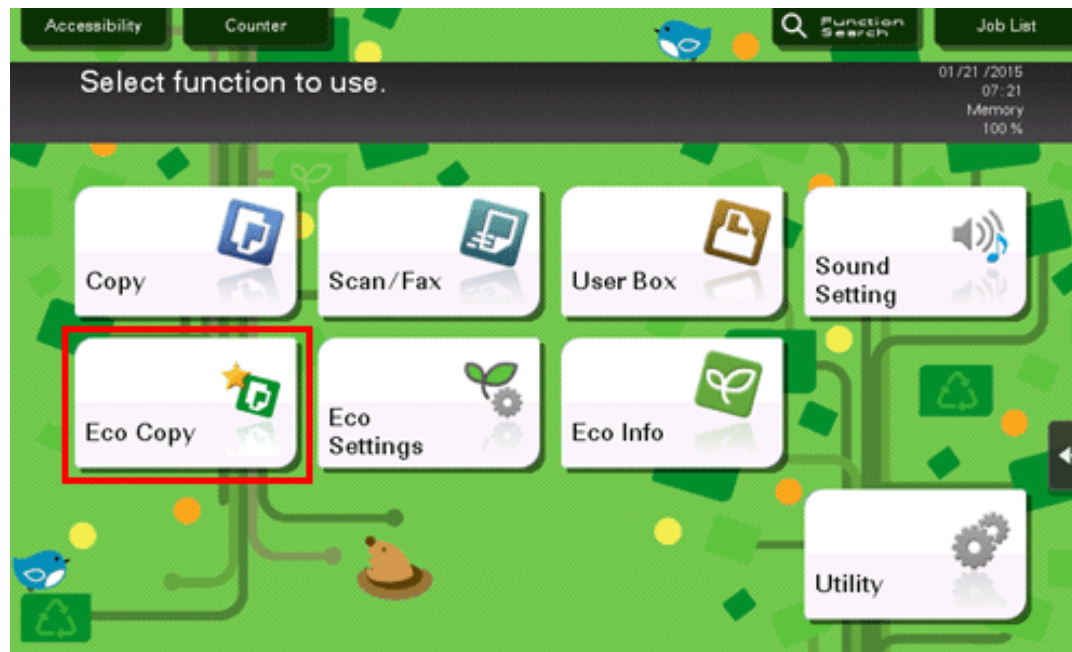 Accessibility
Counter
Function
Search
Job List
Select function to use.
01/21/2015
07:21
Memory
100 %
Copy
Scan/Fax
User Box
Sound
Setting
Eco Copy
Eco
Settings
Eco Info
Utility